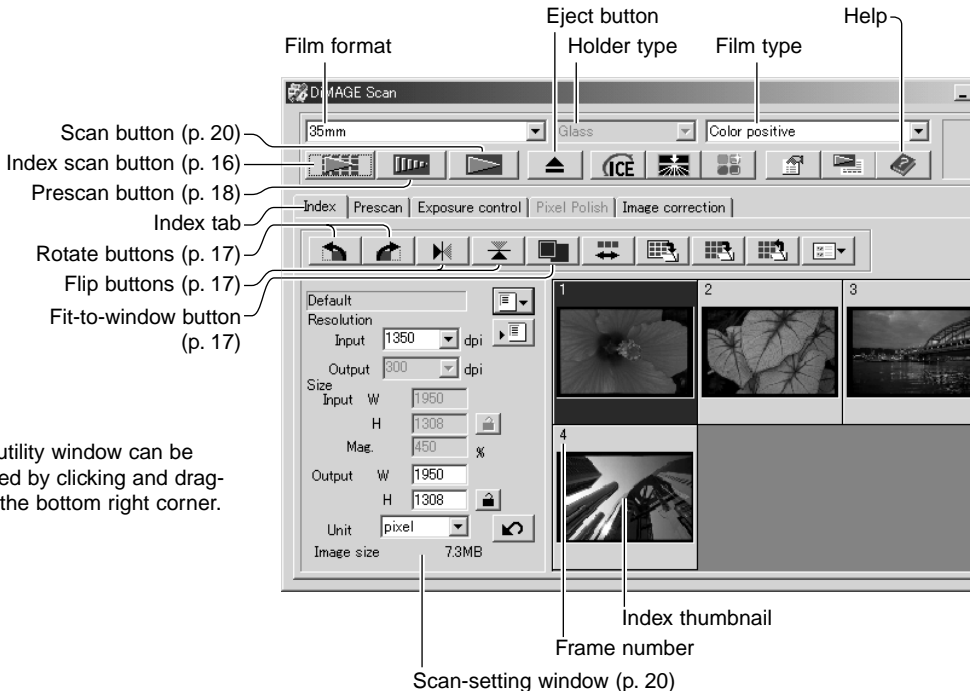 Eject button
Help
Film format
Holder type
Film type
DiMAGE Scan
35mm
Glass
Color positive
Scan button (p. 20)
Index scan button (p. 16)
Prescan button (p. 18)
Index tab
Rotate buttons (p. 17)
Flip buttons (p. 17)
Fit-to-window button
(p. 17)
ICE
Index
Prescan
Exposure control
Pixel Polish
Image correction
Default
Resolution
Input 1350 dpi
Output 300 dpi
Size
Input W 1950
H 1308
Mag. 450 %
Output W 1950
H 1308
Unit pixel
Image size 7.3MB
1
2
3
4
utility window can be
ed by clicking and drag-
the bottom right corner.
Index thumbnail
Frame number
Scan-setting window (p. 20)